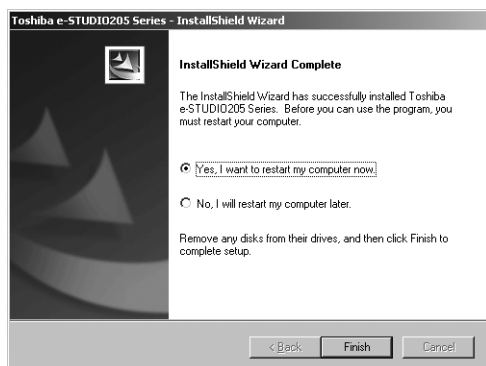 Toshiba e-STUDIO205 Series - InstallShield Wizard
InstallShield Wizard Complete
The InstallShield Wizard has successfully installed Toshiba
e-STUDIO205 Series. Before you can use the program, you
must restart your computer.
Yes, I want to restart my computer now.
No, I will restart my computer later.
Remove any disks from their drives, and then click Finish to
complete setup.
< Back
Finish
Cancel